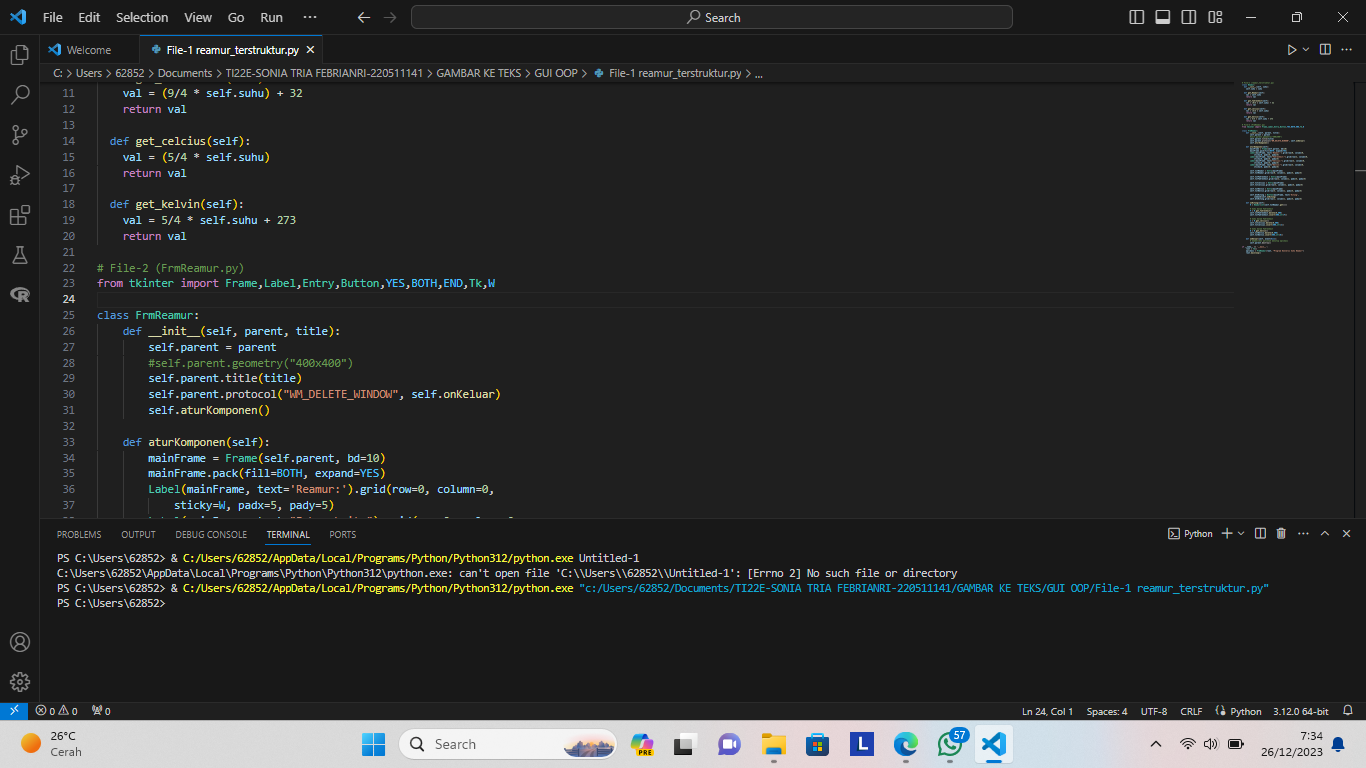 File Edit Selection View Go Run ··· Search
Welcome File-1 reamur_terstruktur.py
C: > Users > 62852 > Documents > TI22E-SONIA TRIA FEBRIANRI-220511141 > GAMBAR KE TEKS > GUI OOP > File-1 reamur_terstruktur.py > ...
11 val = (9/4 * self.suhu) + 32
12 return val
13
14 def get_celcius(self):
15 val = (5/4 * self.suhu)
16 return val
17
18 def get_kelvin(self):
19 val = 5/4 * self.suhu + 273
20 return val
21
22 # File-2 (FrmReamur.py)
23 from tkinter import Frame,Label,Entry,Button,YES,BOTH,END,Tk,W
24
25 class FrmReamur:
26 def __init__(self, parent, title):
27 self.parent = parent
28 #self.parent.geometry("400x400")
29 self.parent.title(title)
30 self.parent.protocol("WM_DELETE_WINDOW", self.onKeluar)
31 self.aturKomponen()
32
33 def aturKomponen(self):
34 mainFrame = Frame(self.parent, bd=10)
35 mainFrame.pack(fill=BOTH, expand=YES)
36 Label(mainFrame, text='Reamur:').grid(row=0, column=0,
37 sticky=W, padx=5, pady=5)
PROBLEMS OUTPUT DEBUG CONSOLE TERMINAL PORTS Python
PS C:\Users\62852> & C:/Users/62852/AppData/Local/Programs/Python/Python312/python.exe Untitled-1
C:\Users\62852\AppData\Local\Programs\Python\Python312\python.exe: can't open file 'C:\\Users\\62852\\Untitled-1': [Errno 2] No such file or directory
PS C:\Users\62852> & C:/Users/62852/AppData/Local/Programs/Python/Python312/python.exe "c:/Users/62852/Documents/TI22E-SONIA TRIA FEBRIANRI-220511141/GAMBAR KE TEKS/GUI OOP/File-1 reamur_terstruktur.py"
PS C:\Users\62852>
0 0 0 Ln 24, Col 1 Spaces: 4 UTF-8 CRLF Python 3.12.0 64-bit
26°C
Cerah
Search
PRE
L
57
7:34
26/12/2023